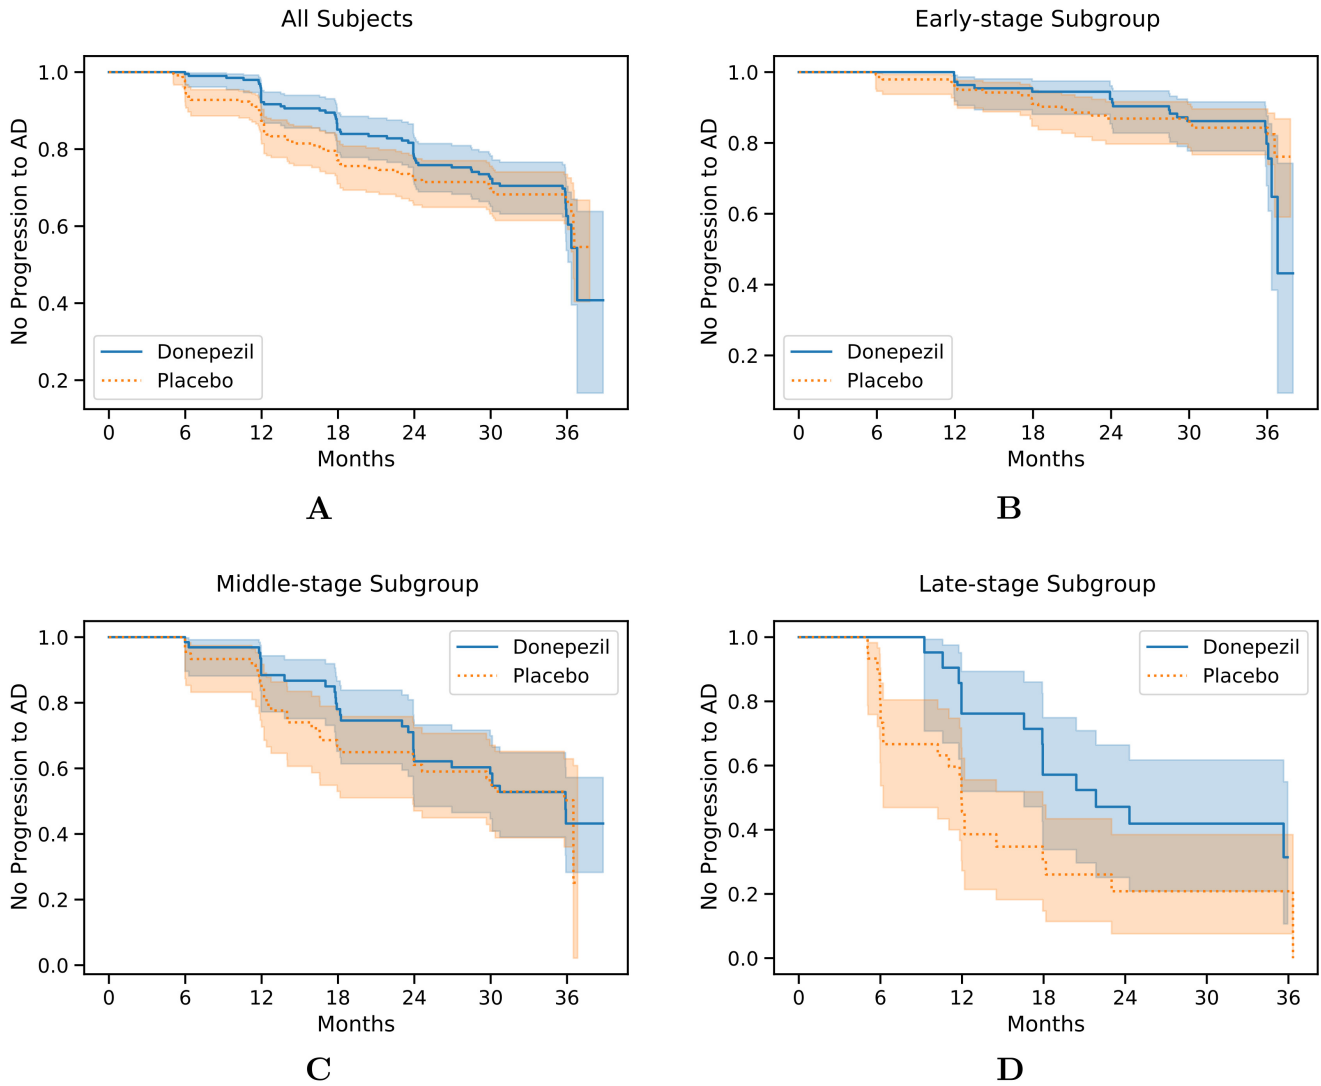 All Subjects
No Progression to AD
1.0
0.8
0.6
0.4
0.2
Donepezil
Placebo
0 6 12 18 24 30 36
Months
A
Early-stage Subgroup
No Progression to AD
1.0
0.8
0.6
0.4
0.2
Donepezil
Placebo
0 6 12 18 24 30 36
Months
B
Middle-stage Subgroup
No Progression to AD
1.0
0.8
0.6
0.4
0.2
0.0
Donepezil
Placebo
0 6 12 18 24 30 36
Months
C
Late-stage Subgroup
No Progression to AD
1.0
0.8
0.6
0.4
0.2
0.0
Donepezil
Placebo
0 6 12 18 24 30 36
Months
D